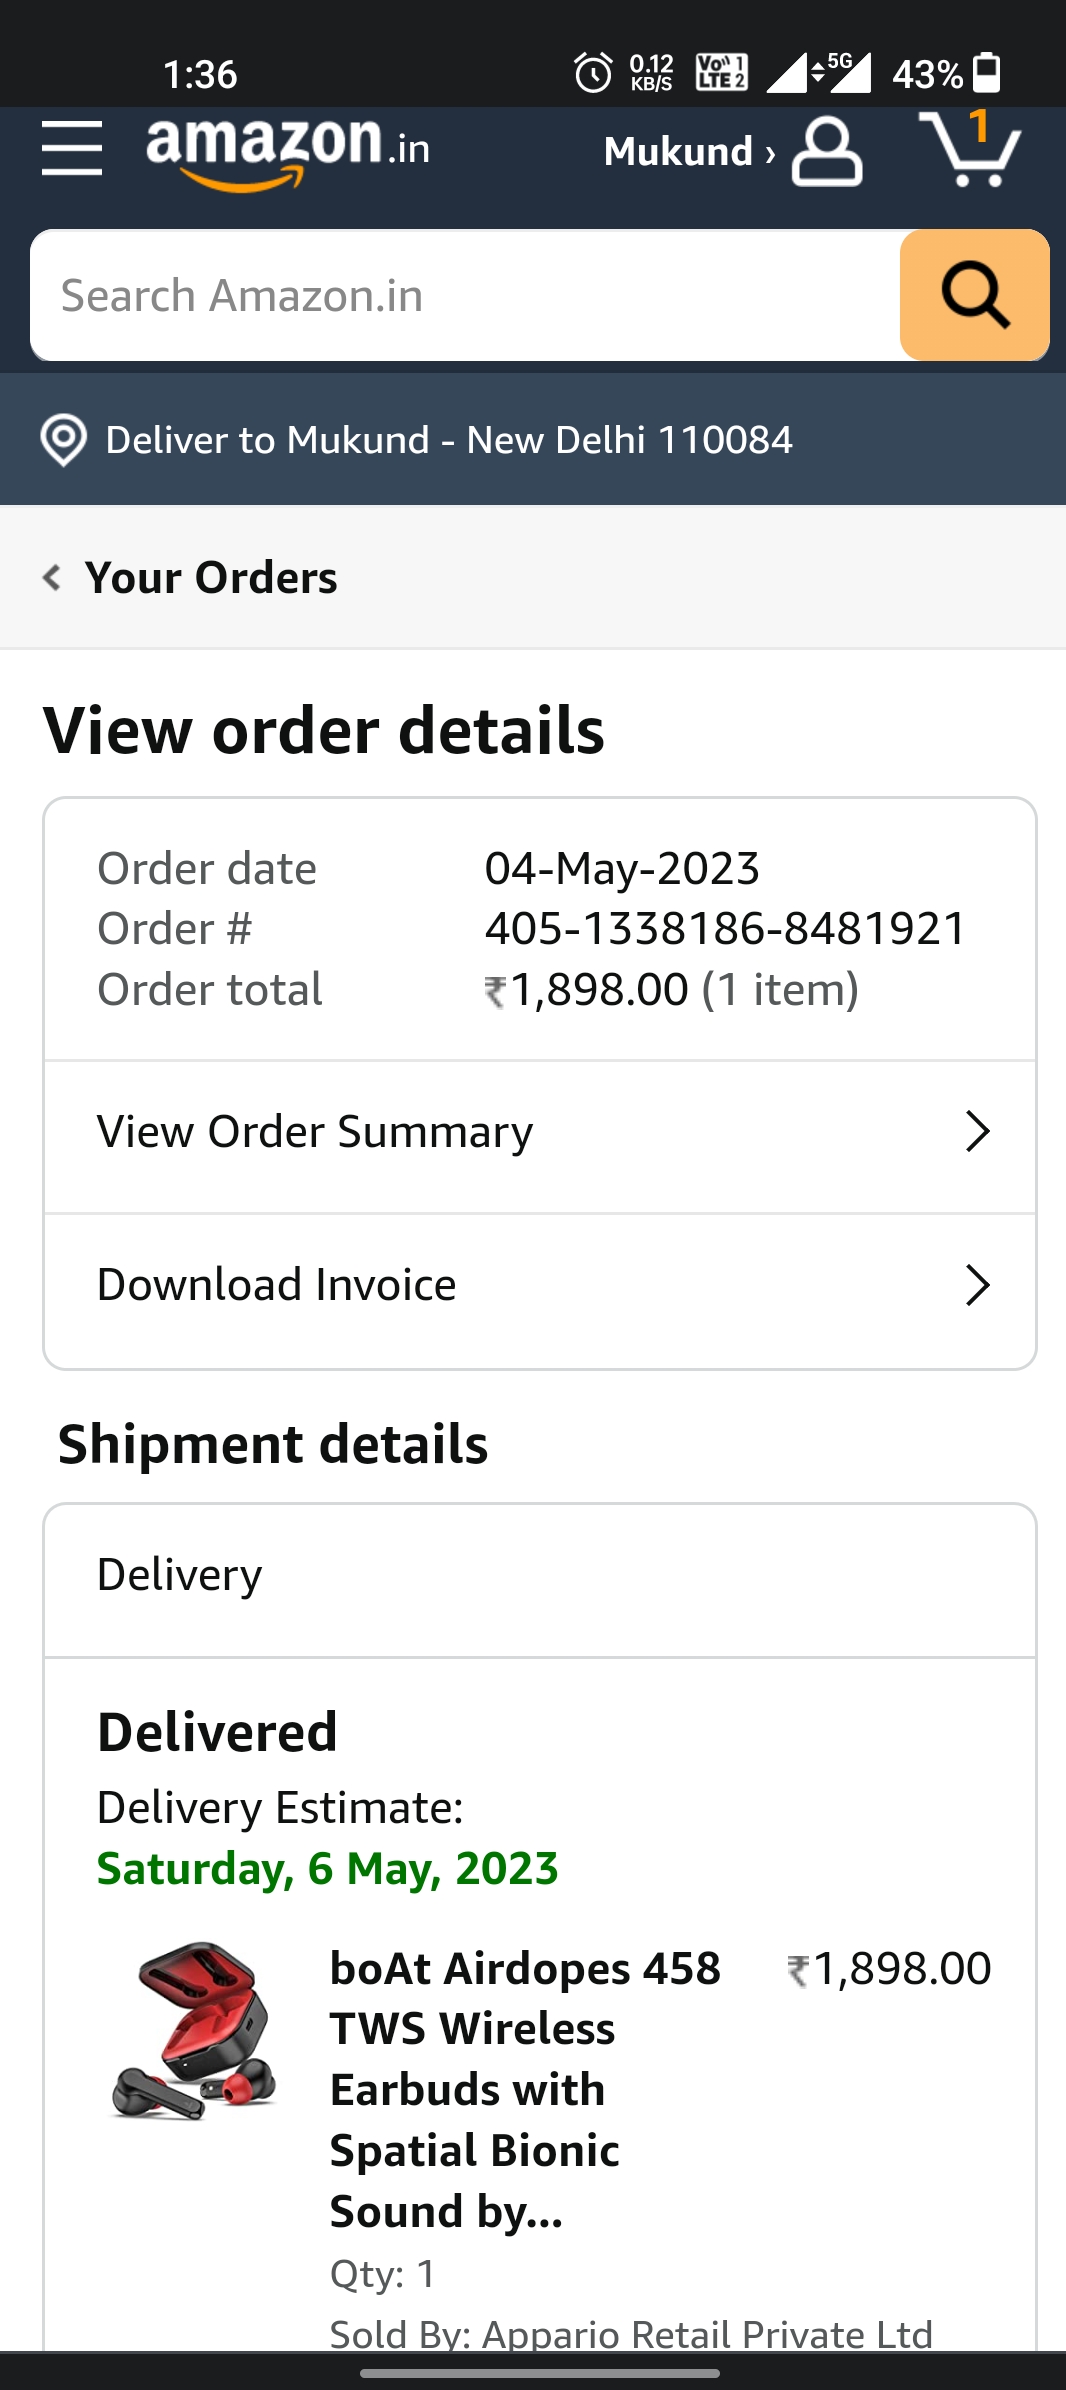 1:36 0.12 KB/S Vo 1 LTE 2 5G 43%
amazon.in Mukund › 1
Search Amazon.in
Deliver to Mukund - New Delhi 110084
Your Orders
View order details
Order date 04-May-2023
Order # 405-1338186-8481921
Order total ₹1,898.00 (1 item)
View Order Summary
Download Invoice
Shipment details
Delivery
Delivered
Delivery Estimate:
Saturday, 6 May, 2023
boAt Airdopes 458 ₹1,898.00
TWS Wireless
Earbuds with
Spatial Bionic
Sound by...
Qty: 1
Sold By: Appario Retail Private Ltd